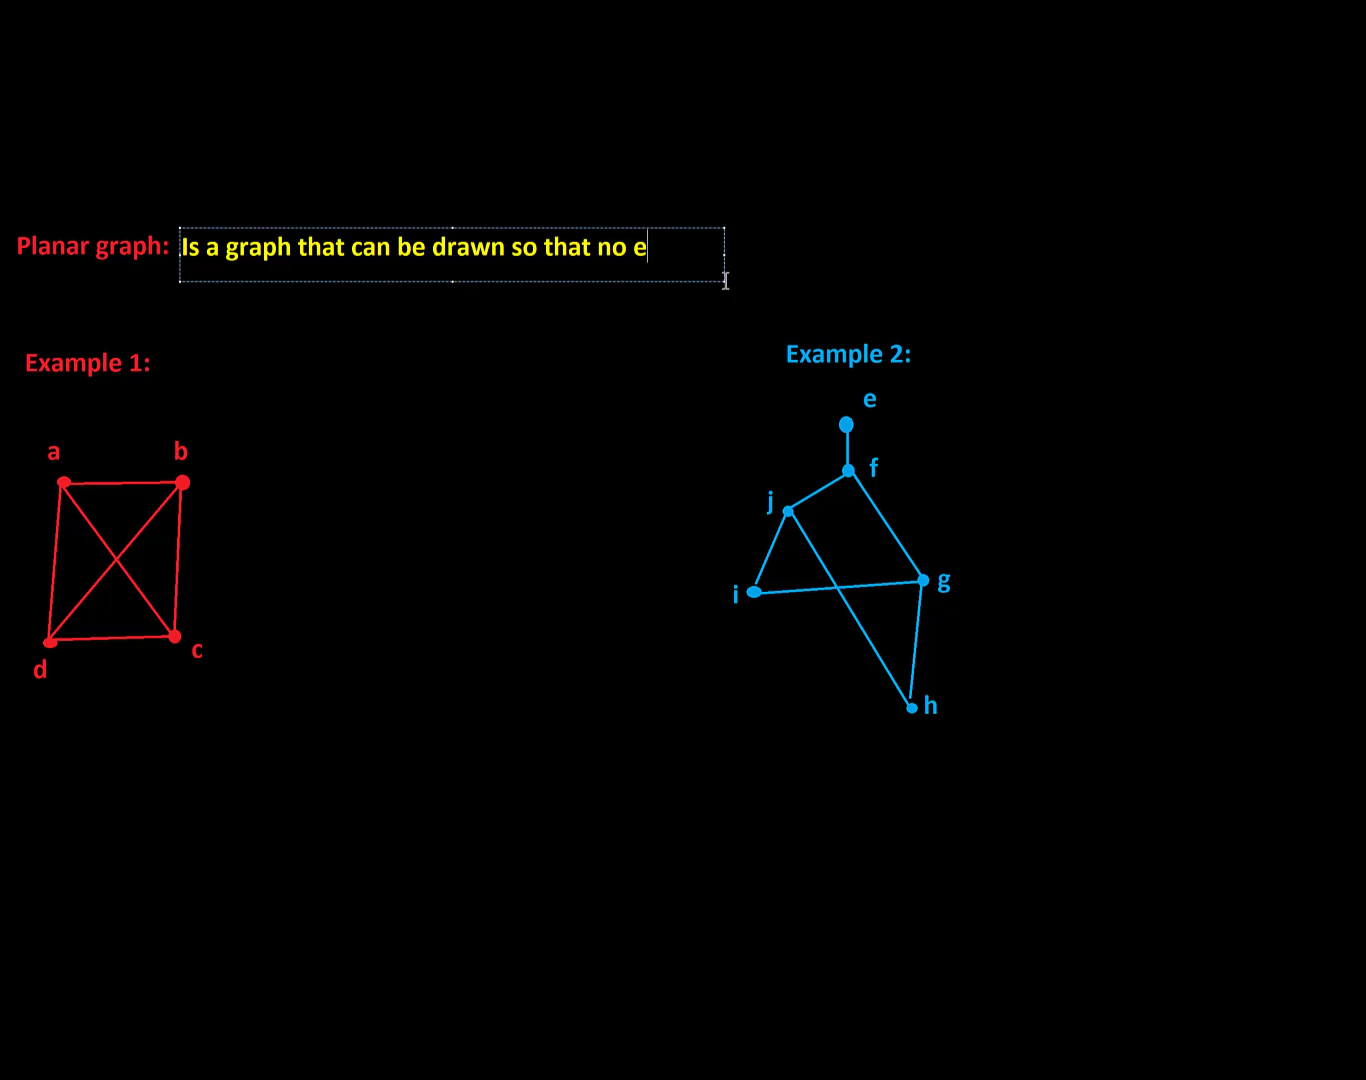 Planar graph: Is a graph that can be drawn so that no e
Example 1:
Example 2:
a
b
c
d
e
f
j
i
g
h